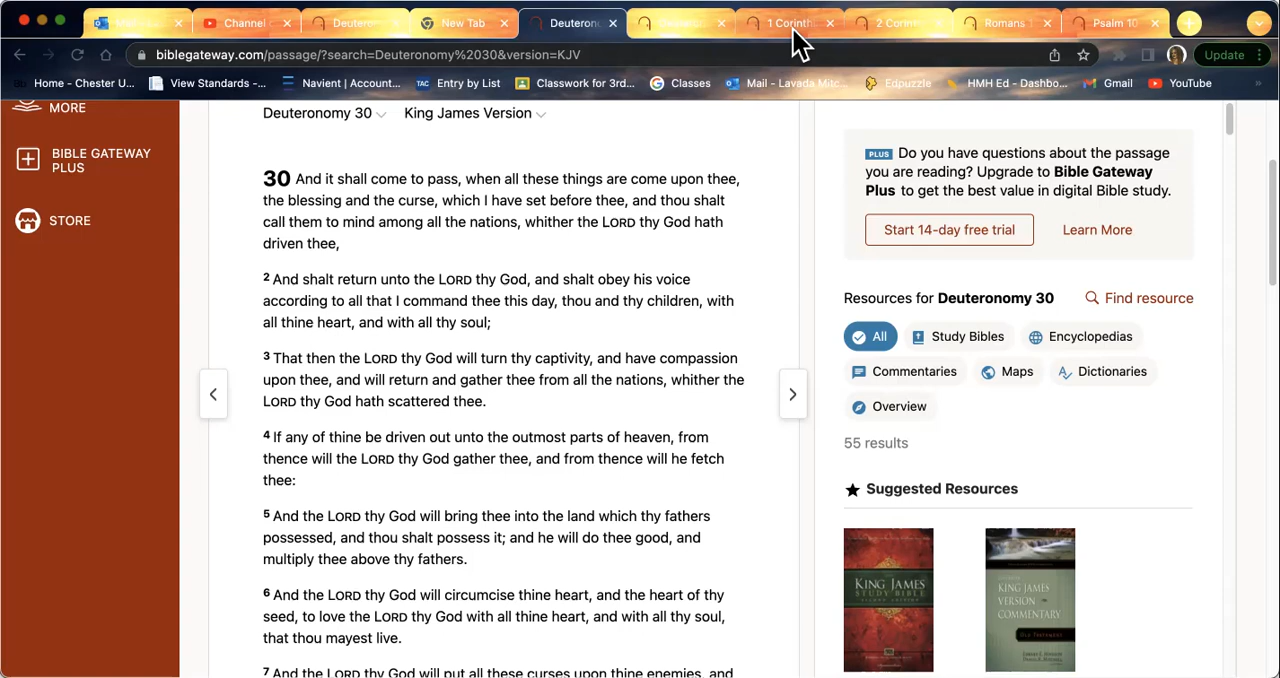 Channel
Deutero
New Tab
Deuteron
1 Corinth
2 Corin
Romans 1
Psalm 10
biblegateway.com/passage/?search=Deuteronomy%2030&version=KJV
Update
Home - Chester U...
View Standards -...
Navient | Account...
TAC Entry by List
Classwork for 3rd...
Classes
Mail - Lavada Mitc...
Edpuzzle
HMH Ed - Dashbo...
Gmail
YouTube
»
MORE
BIBLE GATEWAY
PLUS
STORE
Deuteronomy 30 King James Version
30 And it shall come to pass, when all these things are come upon thee,
the blessing and the curse, which I have set before thee, and thou shalt
call them to mind among all the nations, whither the LORD thy God hath
driven thee,
2 And shalt return unto the LORD thy God, and shalt obey his voice
according to all that I command thee this day, thou and thy children, with
all thine heart, and with all thy soul;
3 That then the LORD thy God will turn thy captivity, and have compassion
upon thee, and will return and gather thee from all the nations, whither the
LORD thy God hath scattered thee.
4 If any of thine be driven out unto the outmost parts of heaven, from
thence will the LORD thy God gather thee, and from thence will he fetch
thee:
5 And the LORD thy God will bring thee into the land which thy fathers
possessed, and thou shalt possess it; and he will do thee good, and
multiply thee above thy fathers.
6 And the LORD thy God will circumcise thine heart, and the heart of thy
seed, to love the LORD thy God with all thine heart, and with all thy soul,
that thou mayest live.
7 And the LORD thy God will put all these curses upon thine enemies, and
PLUS Do you have questions about the passage
you are reading? Upgrade to Bible Gateway
Plus to get the best value in digital Bible study.
Start 14-day free trial
Learn More
Resources for Deuteronomy 30
Find resource
All
Study Bibles
Encyclopedias
Commentaries
Maps
Dictionaries
Overview
55 results
Suggested Resources
KING JAMES
STUDY BIBLE
KING JAMES
VERSION
COMMENTARY